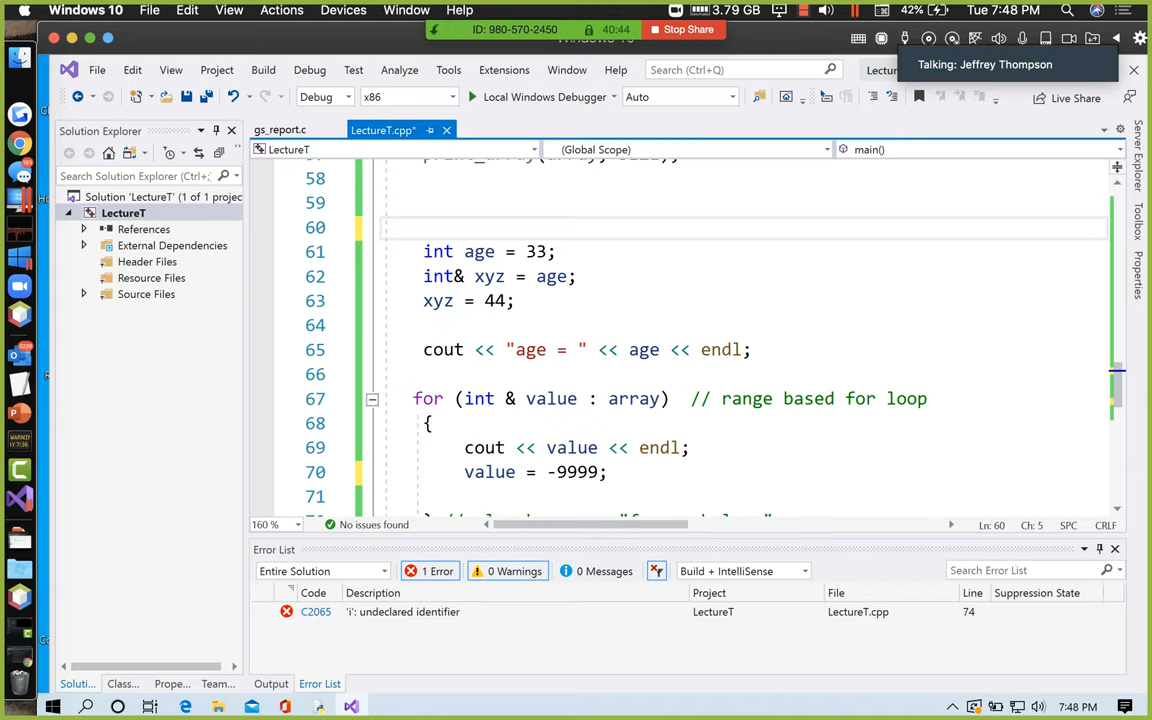 Windows 10 File Edit View Actions Devices Window Help 3.79 GB 42% Tue 7:48 PM
ID: 980-570-2450 40:44 Stop Share
Talking: Jeffrey Thompson
File Edit View Project Build Debug Test Analyze Tools Extensions Window Help Search (Ctrl+Q) Lectur
Debug x86 Local Windows Debugger Auto Live Share
Solution Explorer
gs_report.c LectureT.cpp*
LectureT (Global Scope) main()
Search Solution Explorer (Ctrl+;)
Solution 'LectureT' (1 of 1 projec
LectureT
References
External Dependencies
Header Files
Resource Files
Source Files
58
59
60
61 int age = 33;
62 int& xyz = age;
63 xyz = 44;
64
65 cout << "age = " << age << endl;
66
67 for (int & value : array) // range based for loop
68 {
69 cout << value << endl;
70 value = -9999;
71
160 % No issues found Ln: 60 Ch: 5 SPC CRLF
Server Explorer
Toolbox
Properties
Error List
Entire Solution 1 Error 0 Warnings 0 Messages Build + IntelliSense Search Error List
Code Description Project File Line Suppression State
C2065 'i': undeclared identifier LectureT LectureT.cpp 74
Soluti... Class... Prope... Team... Output Error List
7:48 PM